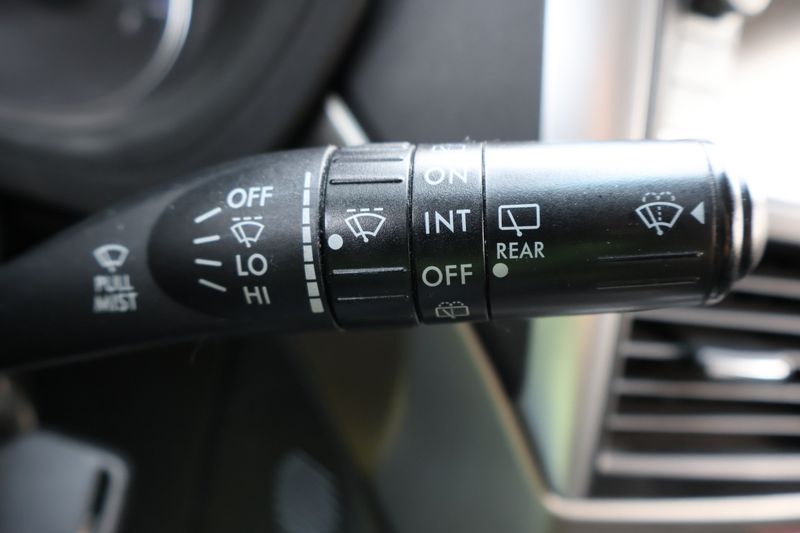 PULL
MIST
OFF
LO
HI
ON
INT
OFF
REAR